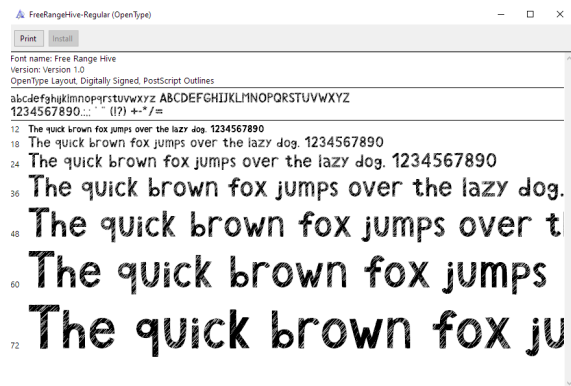 FreeRangeHive-Regular (OpenType)
Print Install
Font name: Free Range Hive
Version: Version 1.0
OpenType Layout, Digitally Signed, PostScript Outlines
abcdefghijklmnopqrstuvwxyz ABCDEFGHIJKLMNOPQRSTUVWXYZ
1234567890.:,; ' " (!?) +-*/=
12 The quick brown fox jumps over the lazy dog. 1234567890
18 The quick brown fox jumps over the lazy dog. 1234567890
24 The quick brown fox jumps over the lazy dog. 1234567890
36 The quick brown fox jumps over the lazy dog.
48 The quick brown fox jumps over t
60 The quick brown fox jumps
72 The quick brown fox ju